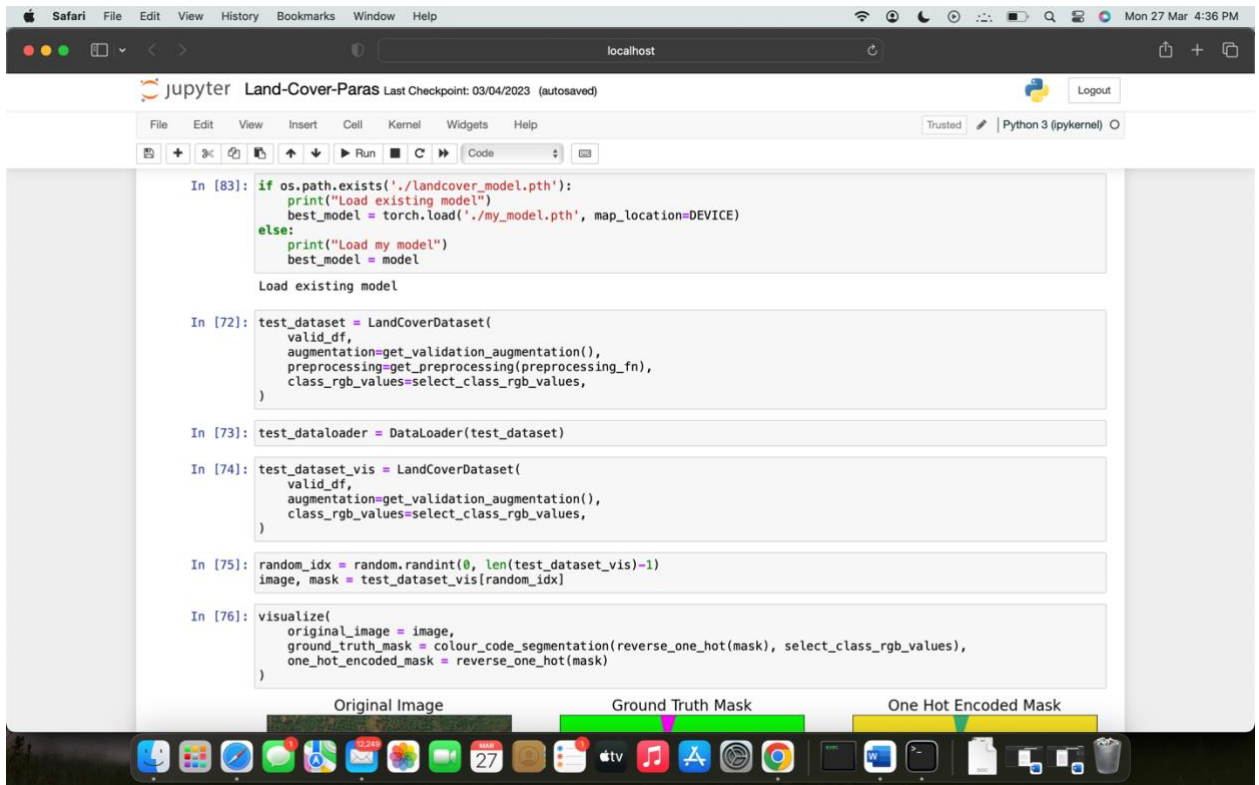 Safari File Edit View History Bookmarks Window Help Mon 27 Mar 4:36 PM
localhost
jupyter Land-Cover-Paras Last Checkpoint: 03/04/2023 (autosaved) Logout
File Edit View Insert Cell Kernel Widgets Help Trusted Python 3 (ipykernel)
Run Code
In [83]: if os.path.exists('./landcover_model.pth'):
    print("Load existing model")
    best_model = torch.load('./my_model.pth', map_location=DEVICE)
else:
    print("Load my model")
    best_model = model
Load existing model
In [72]: test_dataset = LandCoverDataset(
    valid_df,
    augmentation=get_validation_augmentation(),
    preprocessing=get_preprocessing(preprocessing_fn),
    class_rgb_values=select_class_rgb_values,
)
In [73]: test_dataloader = DataLoader(test_dataset)
In [74]: test_dataset_vis = LandCoverDataset(
    valid_df,
    augmentation=get_validation_augmentation(),
    class_rgb_values=select_class_rgb_values,
)
In [75]: random_idx = random.randint(0, len(test_dataset_vis)-1)
image, mask = test_dataset_vis[random_idx]
In [76]: visualize(
    original_image = image,
    ground_truth_mask = colour_code_segmentation(reverse_one_hot(mask), select_class_rgb_values),
    one_hot_encoded_mask = reverse_one_hot(mask)
)
Original Image Ground Truth Mask One Hot Encoded Mask
1 12,249 MAR 27 1 tv W